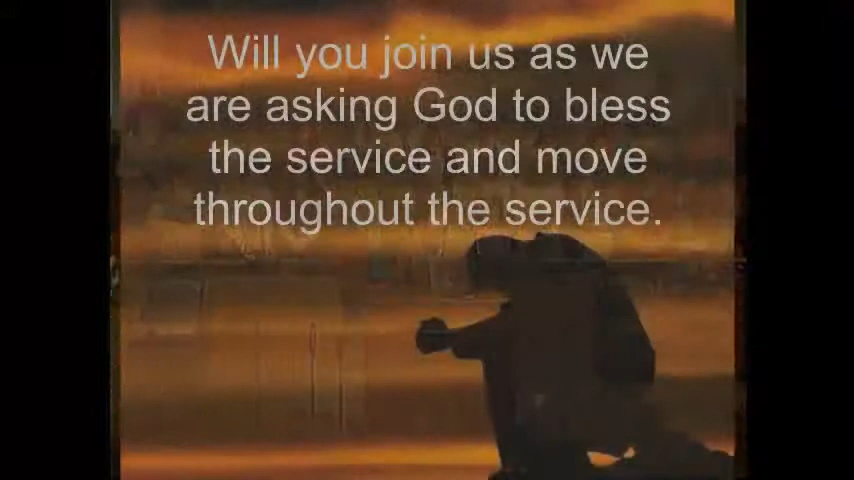 Will you join us as we
are asking God to bless
the service and move
throughout the service.